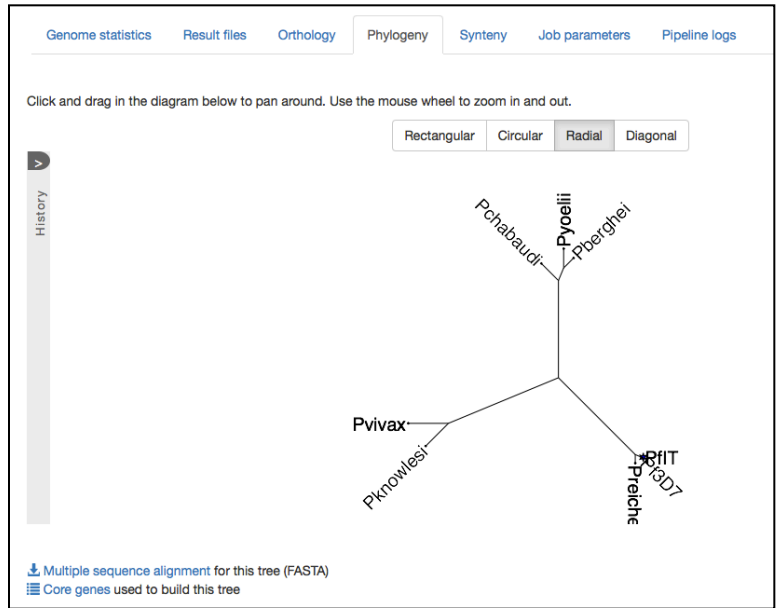 Genome statistics Result files Orthology Phylogeny Synteny Job parameters Pipeline logs
Click and drag in the diagram below to pan around. Use the mouse wheel to zoom in and out.
Rectangular Circular Radial Diagonal
>
History
Pchabaudi
Pyoelii
Pberghei
Pvivax
Pknowlesi
PfIT
Pf3D7
Preiche
Multiple sequence alignment for this tree (FASTA)
Core genes used to build this tree